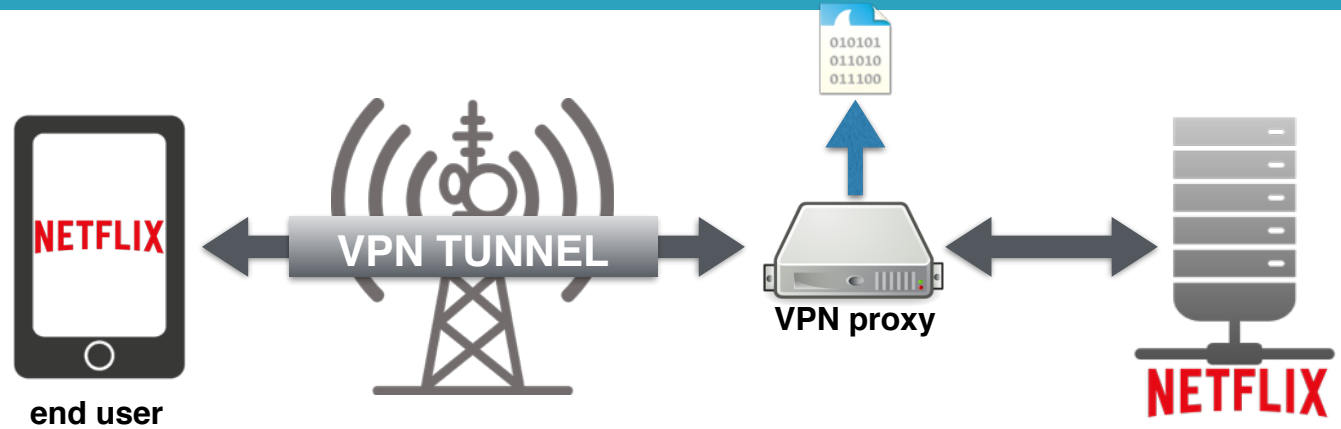 010101
011010
011100
NETFLIX
VPN TUNNEL
VPN proxy
NETFLIX
end user